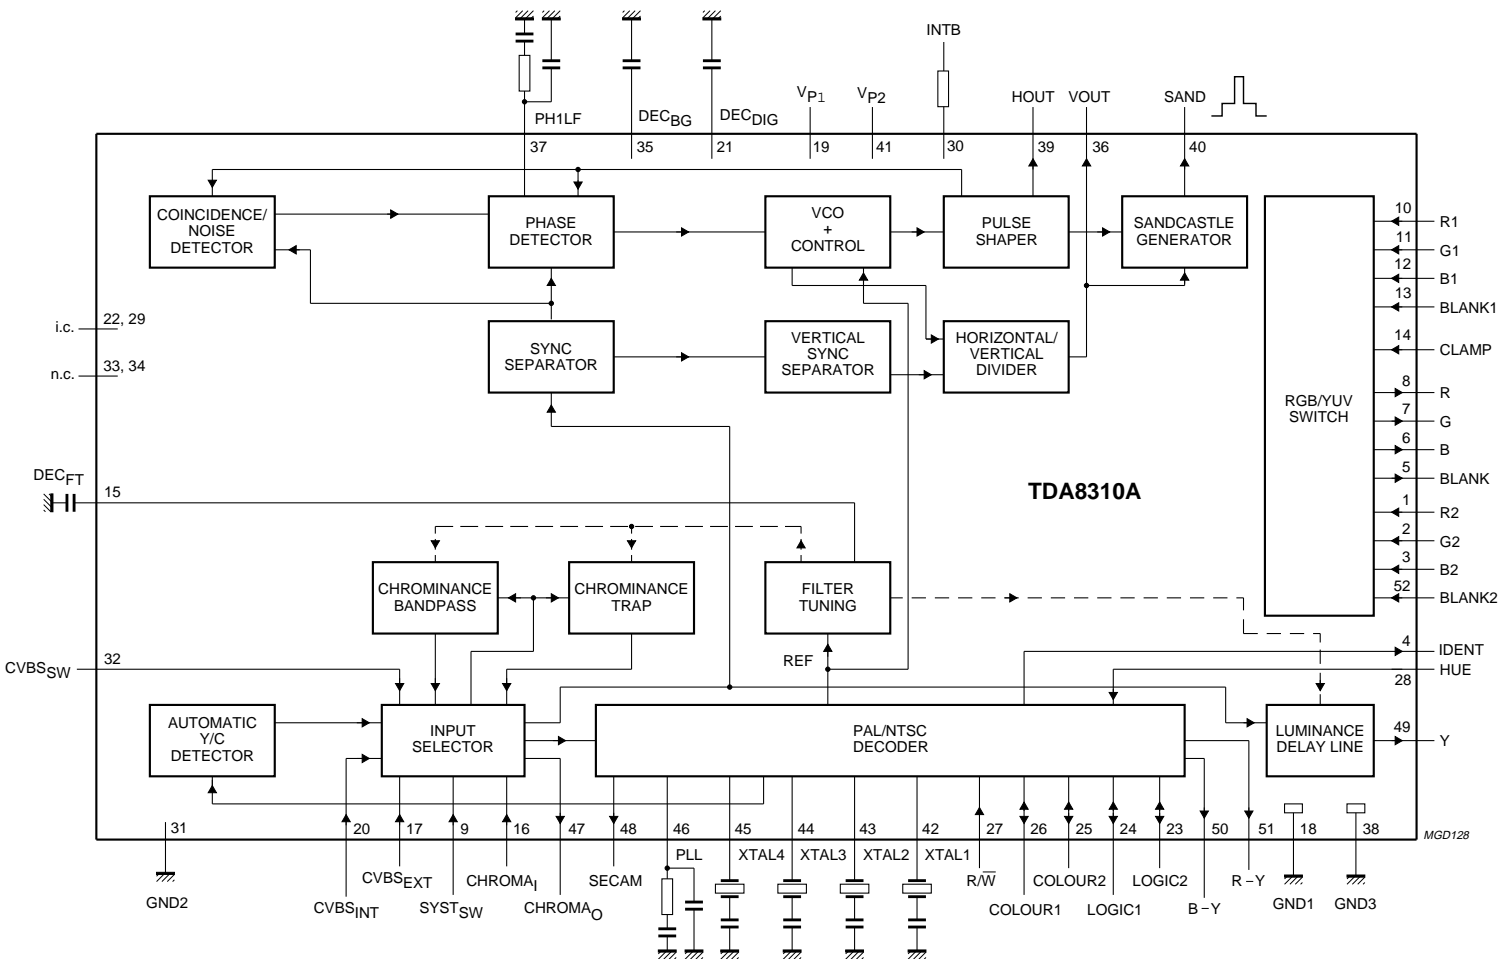 INTB
V_P1
V_P2
HOUT
VOUT
SAND
PH1LF
DEC_BG
DEC_DIG
37
35
21
19
41
30
39
36
40
COINCIDENCE/
NOISE
DETECTOR
PHASE
DETECTOR
VCO
+
CONTROL
PULSE
SHAPER
SANDCASTLE
GENERATOR
10
R1
11
G1
12
B1
13
BLANK1
14
CLAMP
8
R
7
G
6
B
5
BLANK
1
R2
2
G2
3
B2
52
BLANK2
RGB/YUV
SWITCH
i.c.
22, 29
n.c.
33, 34
SYNC
SEPARATOR
VERTICAL
SYNC
SEPARATOR
HORIZONTAL/
VERTICAL
DIVIDER
DEC_FT
15
TDA8310A
CHROMINANCE
BANDPASS
CHROMINANCE
TRAP
FILTER
TUNING
REF
CVBS_SW
32
4
IDENT
HUE
28
AUTOMATIC
Y/C
DETECTOR
INPUT
SELECTOR
PAL/NTSC
DECODER
LUMINANCE
DELAY LINE
49
Y
31
20
17
9
16
47
48
46
45
44
43
42
27
26
25
24
23
50
51
18
38
MGD128
PLL
XTAL4
XTAL3
XTAL2
XTAL1
GND2
CVBS_INT
CVBS_EXT
SYST_SW
CHROMA_I
CHROMA_O
SECAM
R/W̅
COLOUR1
COLOUR2
LOGIC1
LOGIC2
B–Y
R–Y
GND1
GND3